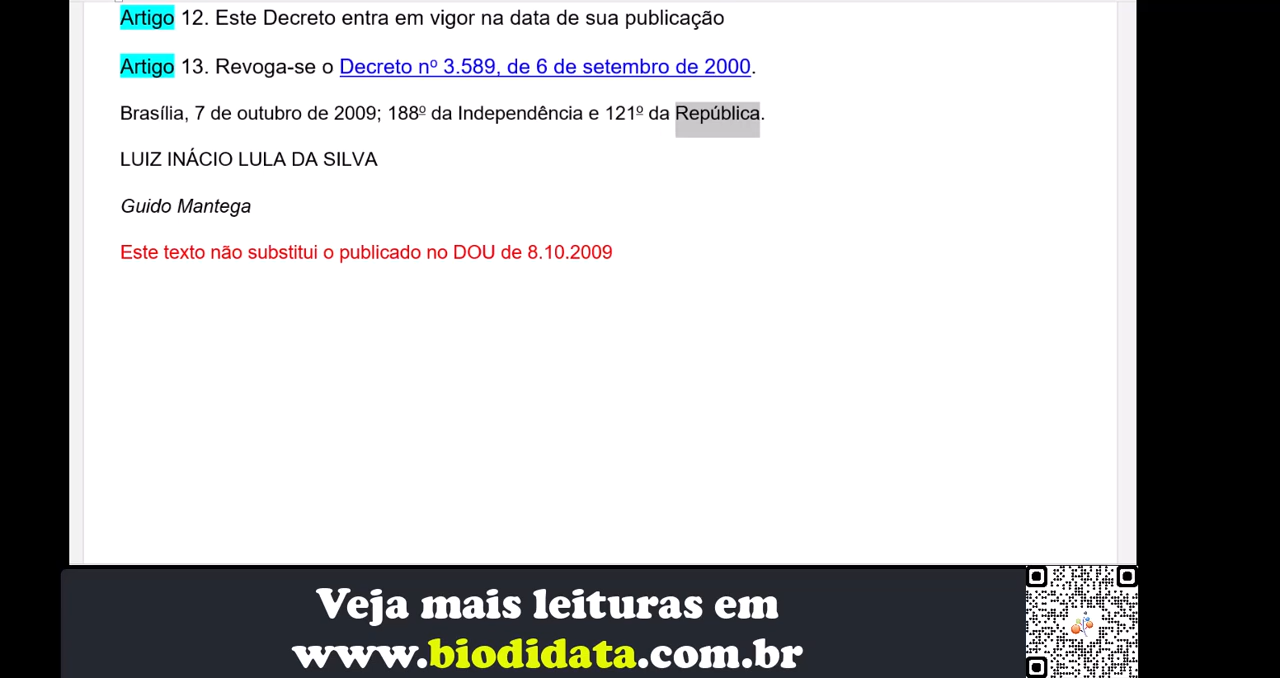 Artigo 12. Este Decreto entra em vigor na data de sua publicação
Artigo 13. Revoga-se o Decreto nº 3.589, de 6 de setembro de 2000.
Brasília, 7 de outubro de 2009; 188º da Independência e 121º da República.
LUIZ INÁCIO LULA DA SILVA
Guido Mantega
Este texto não substitui o publicado no DOU de 8.10.2009
Veja mais leituras em
www.biodidata.com.br